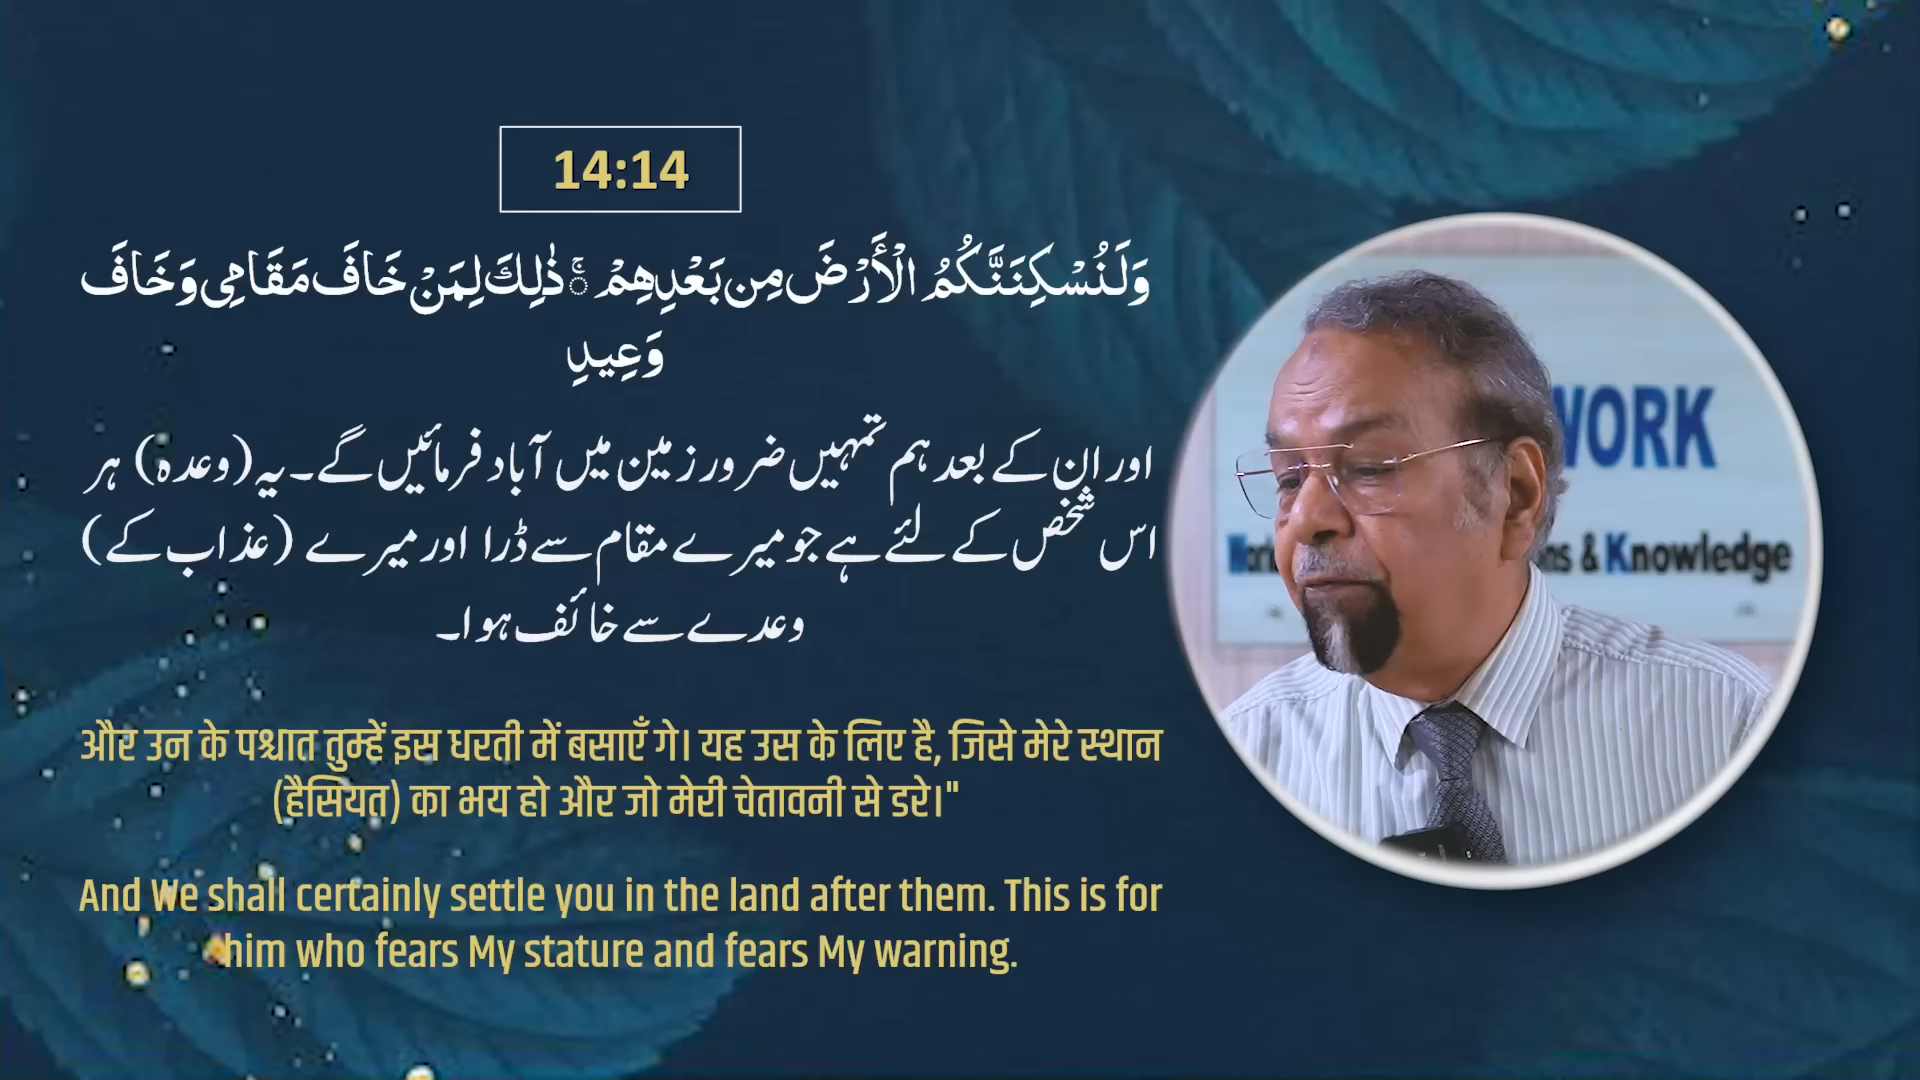 14:14
وَلَنُسْكِنَنَّكُمُ الْأَرْضَ مِن بَعْدِهِمْ ۚ ذَٰلِكَ لِمَنْ خَافَ مَقَامِي وَخَافَ
وَعِيدِ
اور ان کے بعد ہم تمہیں ضرور زمین میں آباد فرمائیں گے۔ یہ (وعدہ) ہر
اس شخص کے لئے ہے جو میرے مقام سے ڈرا اور میرے (عذاب کے)
وعدے سے خائف ہوا۔
और उन के पश्चात तुम्हें इस धरती में बसाएँ गे। यह उस के लिए है, जिसे मेरे स्थान
(हैसियत) का भय हो और जो मेरी चेतावनी से डरे।"
And We shall certainly settle you in the land after them. This is for
him who fears My stature and fears My warning.
WORK
& Knowledge